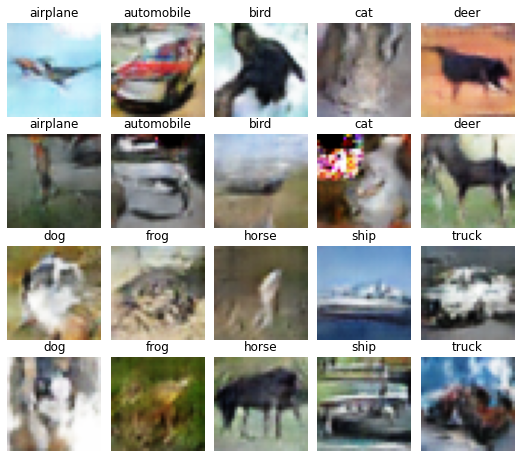 airplane automobile bird cat deer
airplane automobile bird cat deer
dog frog horse ship truck
dog frog horse ship truck